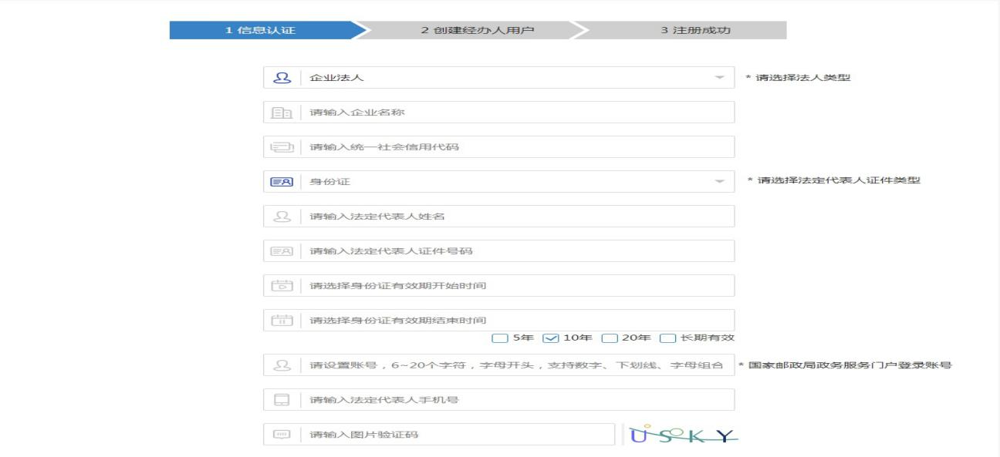 1 信息认证 2 创建经办人用户 3 注册成功
企业法人 * 请选择法人类型
请输入企业名称
请输入统一社会信用代码
身份证 * 请选择法定代表人证件类型
请输入法定代表人姓名
请输入法定代表人证件号码
请选择身份证有效期开始时间
请选择身份证有效期结束时间
5年 10年 20年 长期有效
请设置账号，6~20个字符，字母开头，支持数字、下划线、字母组合 * 国家邮政局政务服务门户登录账号
请输入法定代表人手机号
请输入图片验证码 USKY